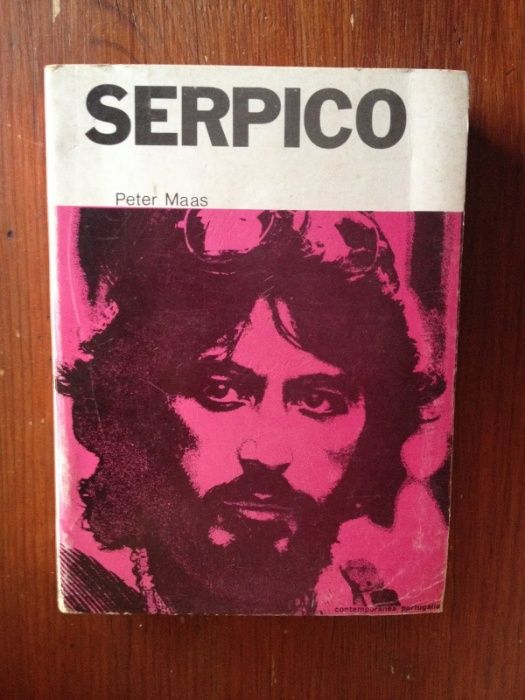 SERPICO
Peter Maas
contemporânea portugália